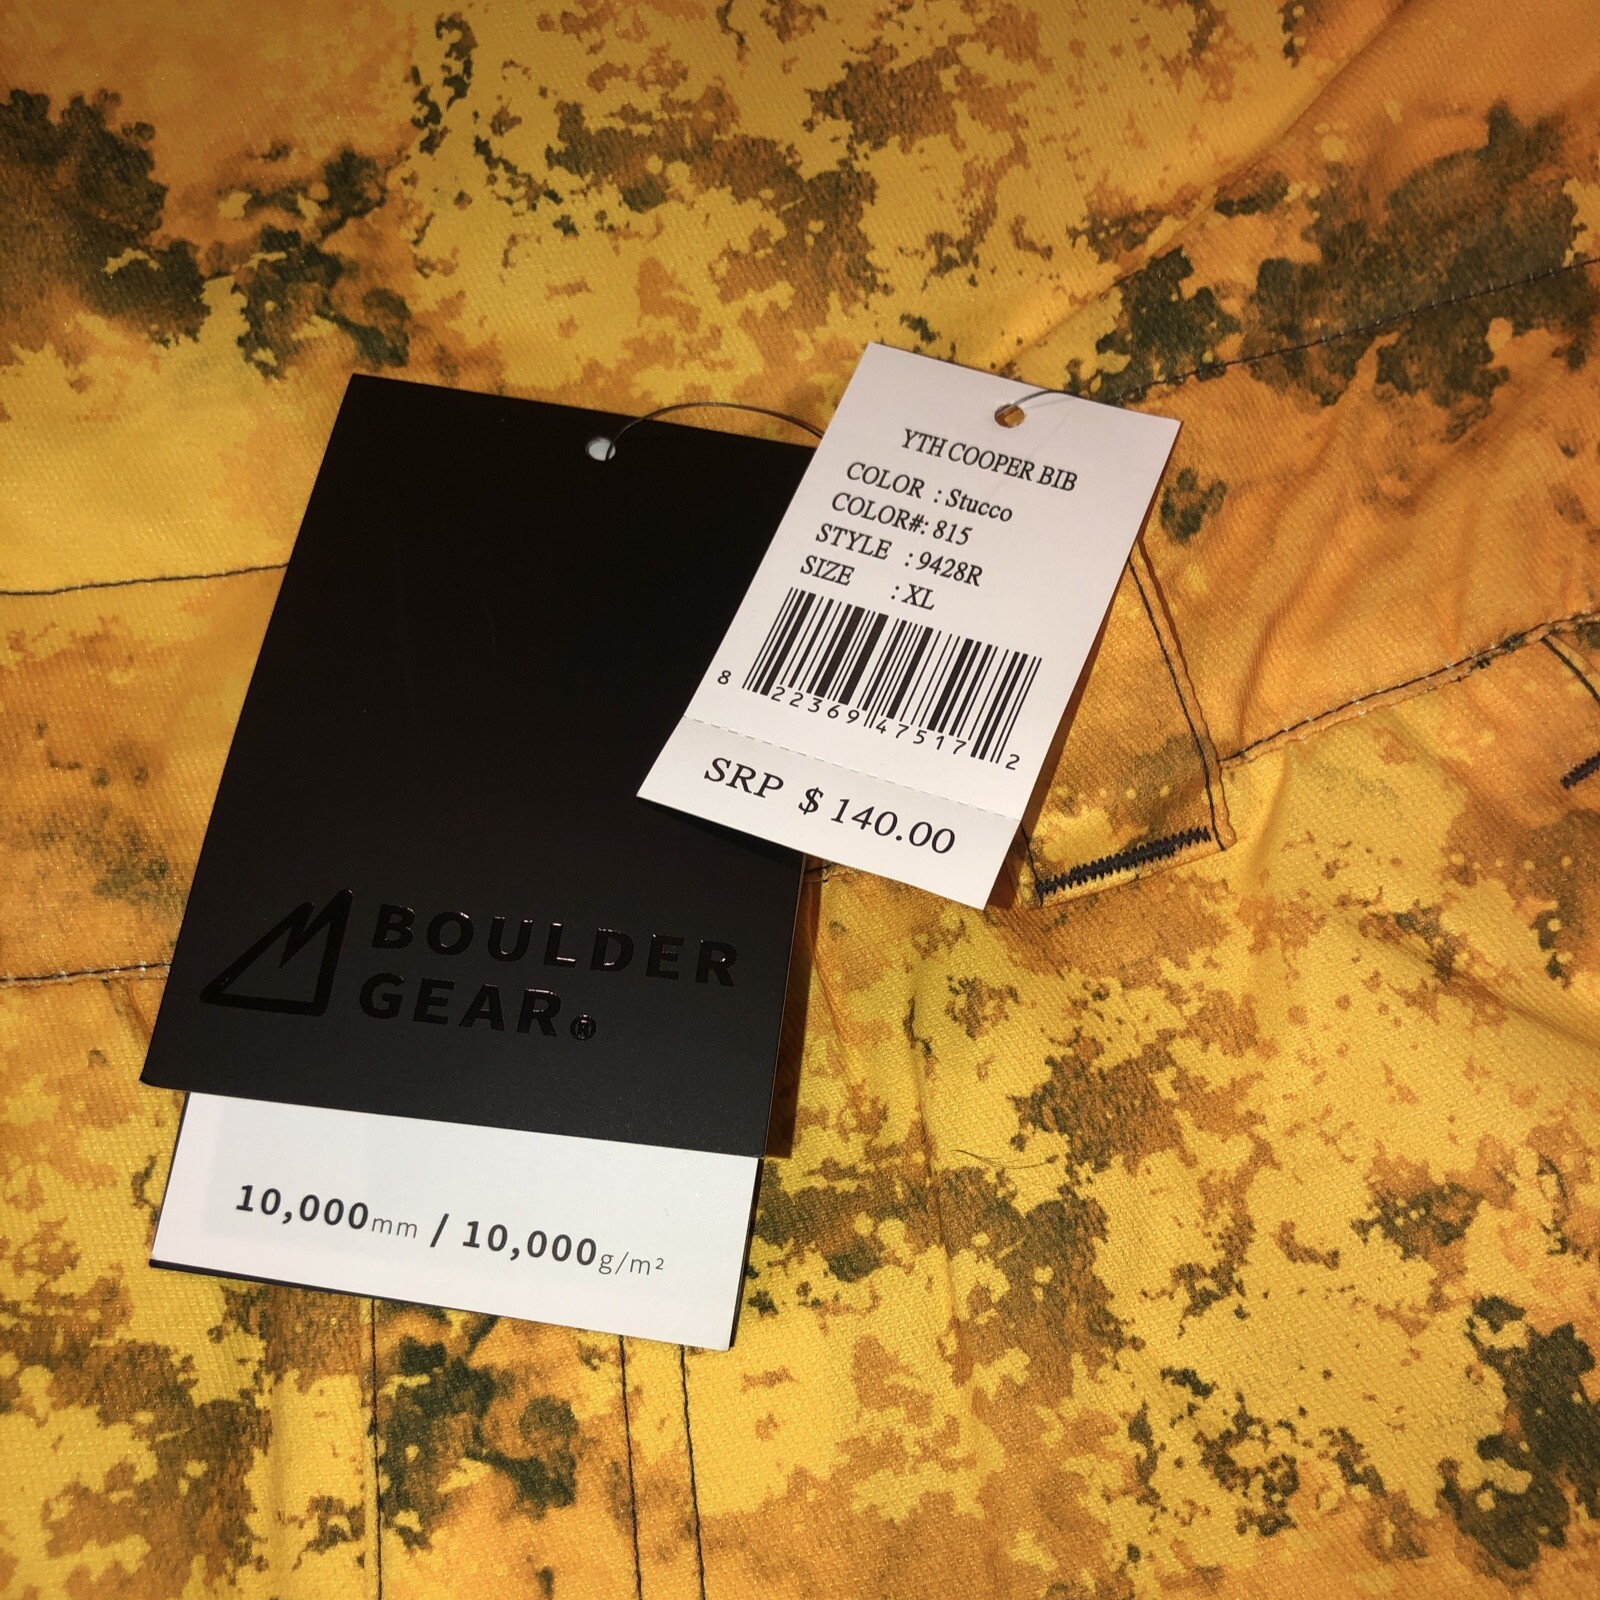 YTH COOPER BIB
COLOR : Stucco
COLOR#: 815
STYLE : 9428R
SIZE : XL
8 22369 47517 2
SRP $ 140.00
BOULDER
GEAR®
10,000mm / 10,000g/m²